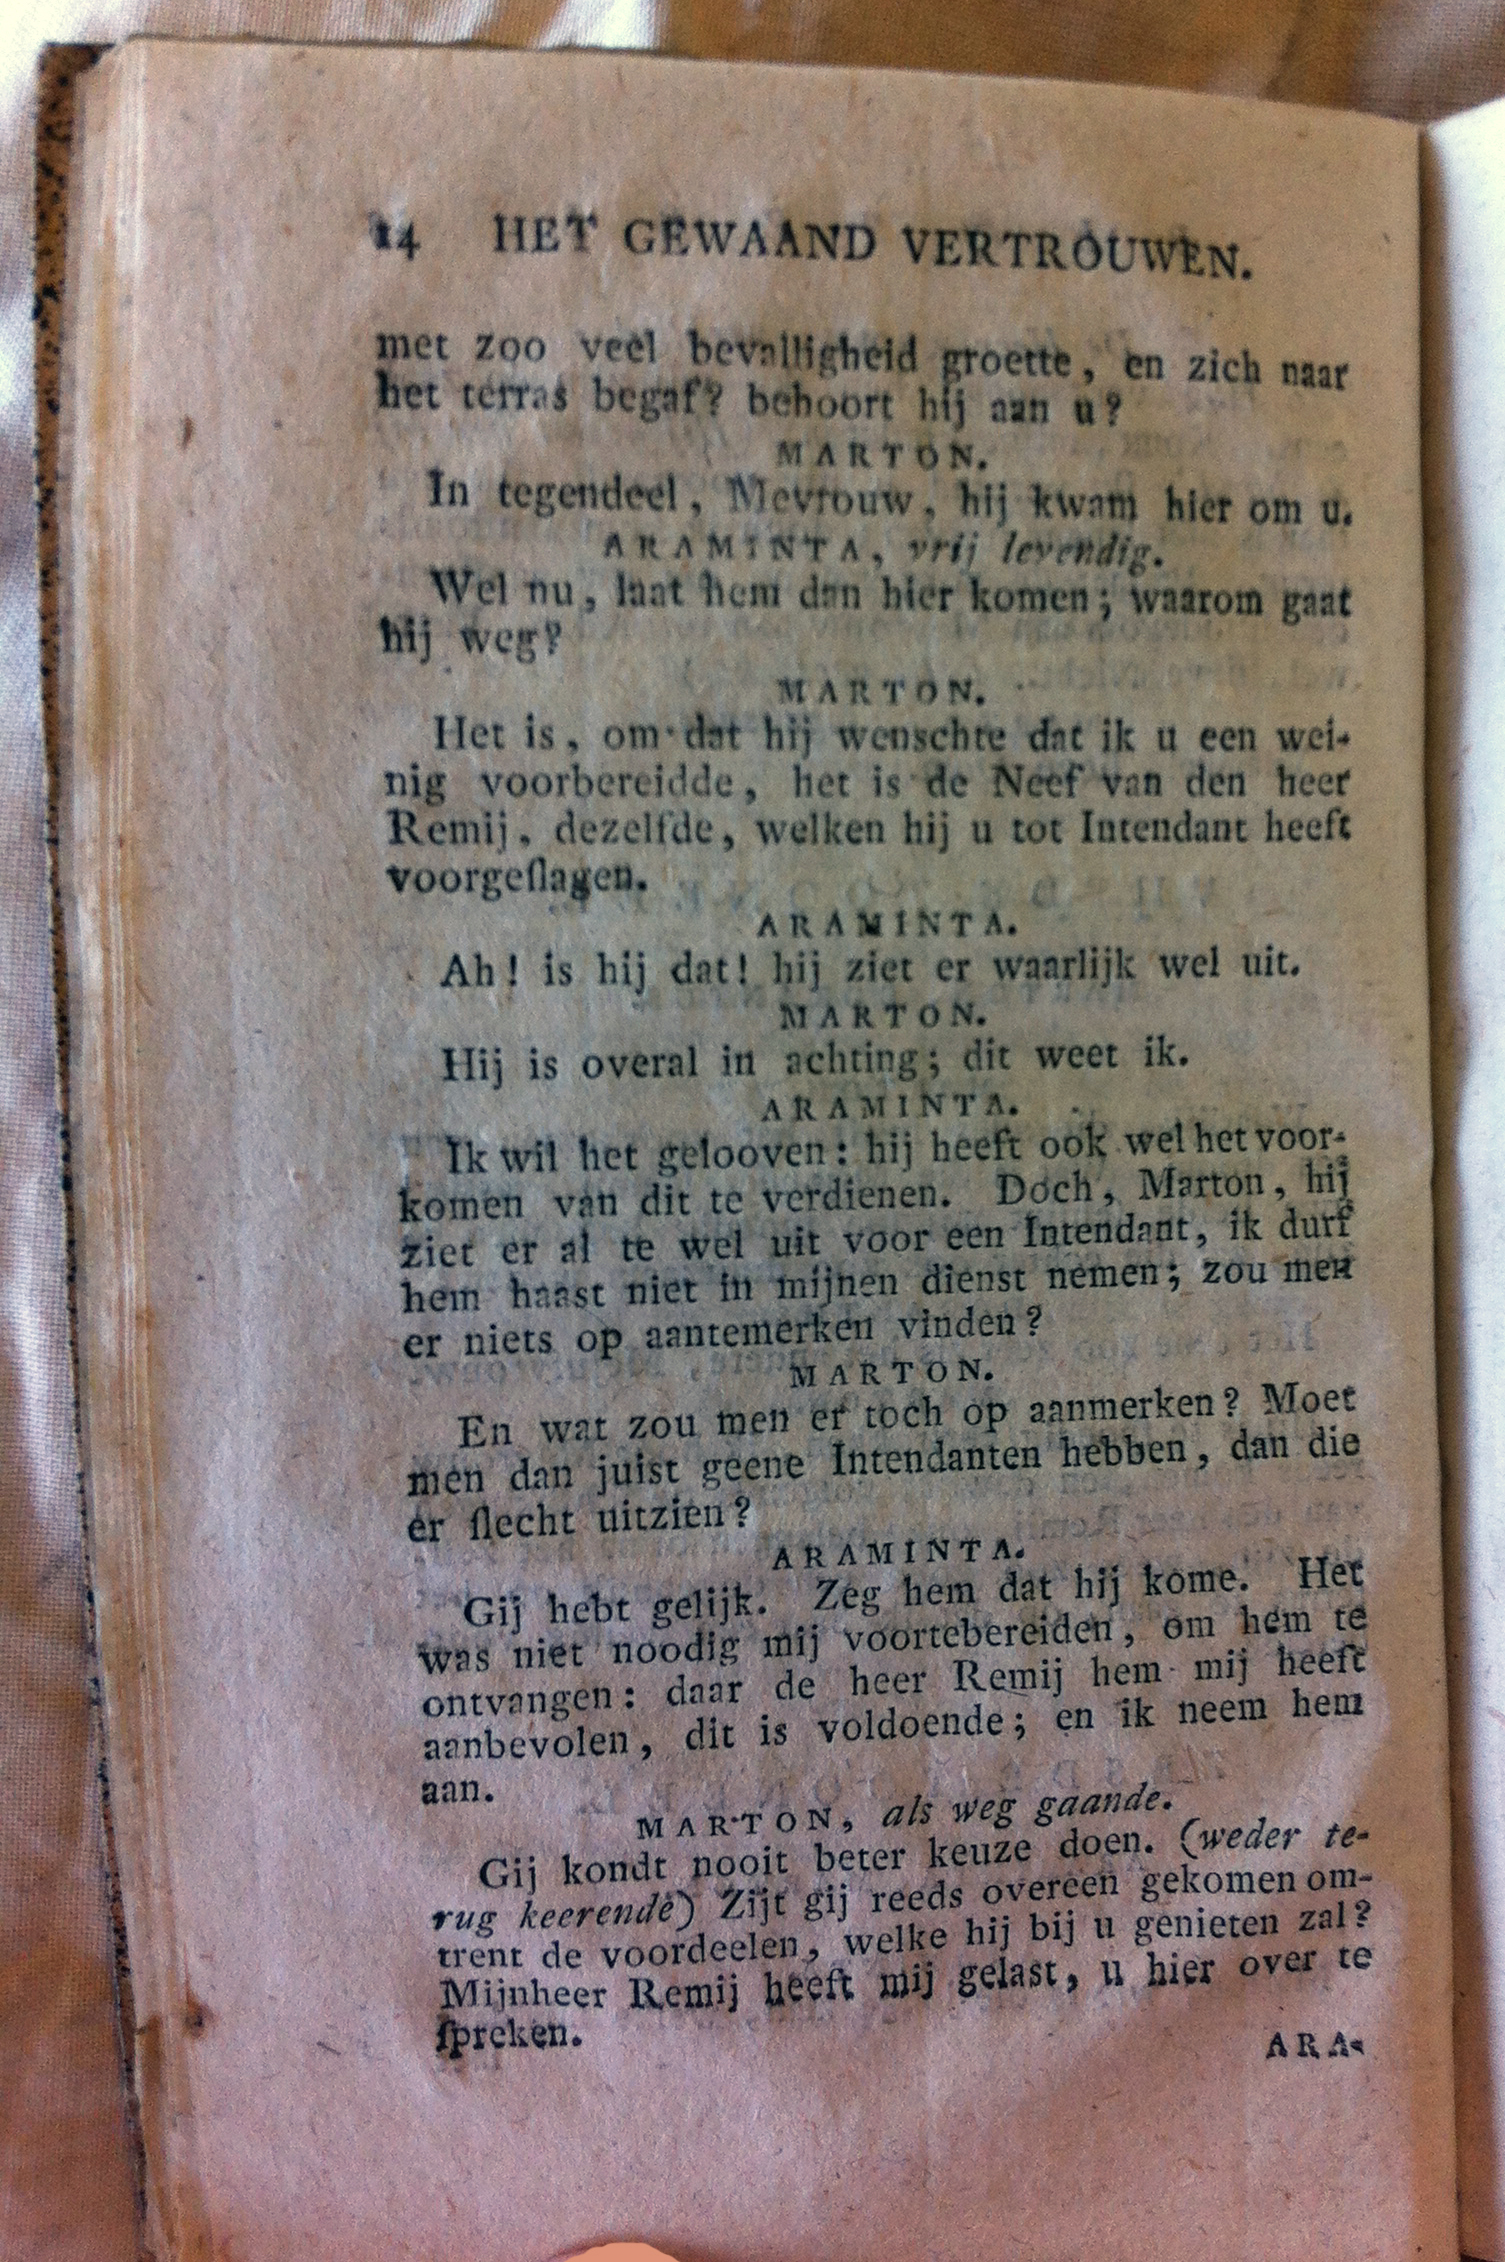 14 HET GEWAAND VERTROUWEN.
met zoo veel bevalligheid groette, en zich naar
het terras begaf? behoort hij aan u?
MARTON.
In tegendeel, Mevrouw, hij kwam hier om u.
ARAMINTA, vrij levendig.
Wel nu, laat hem dan hier komen; waarom gaat
hij weg?
MARTON.
Het is, om dat hij wenschte dat ik u een wei-
nig voorbereidde, het is de Neef van den heer
Remij, dezelfde, welken hij u tot Intendant heeft
voorgeſlagen.
ARAMINTA.
Ah! is hij dat! hij ziet er waarlijk wel uit.
MARTON.
Hij is overal in achting; dit weet ik.
ARAMINTA.
Ik wil het gelooven: hij heeft ook wel het voor-
komen van dit te verdienen. Doch, Marton, hij
ziet er al te wel uit voor een Intendant, ik durf
hem haast niet in mijnen dienst nemen; zou men
er niets op aantemerken vinden?
MARTON.
En wat zou men er toch op aanmerken? Moet
men dan juist geene Intendanten hebben, dan die
er ſlecht uitzien?
ARAMINTA.
Gij hebt gelijk. Zeg hem dat hij kome. Het
was niet noodig mij voortebereiden, om hem te
ontvangen: daar de heer Remij hem mij heeft
aanbevolen, dit is voldoende; en ik neem hem
aan.
MARTON, als weg gaande.
Gij kondt nooit beter keuze doen. (weder te-
rug keerende) Zijt gij reeds overeen gekomen om-
trent de voordeelen, welke hij bij u genieten zal?
Mijnheer Remij heeft mij gelast, u hier over te
ſpreken.
ARA-